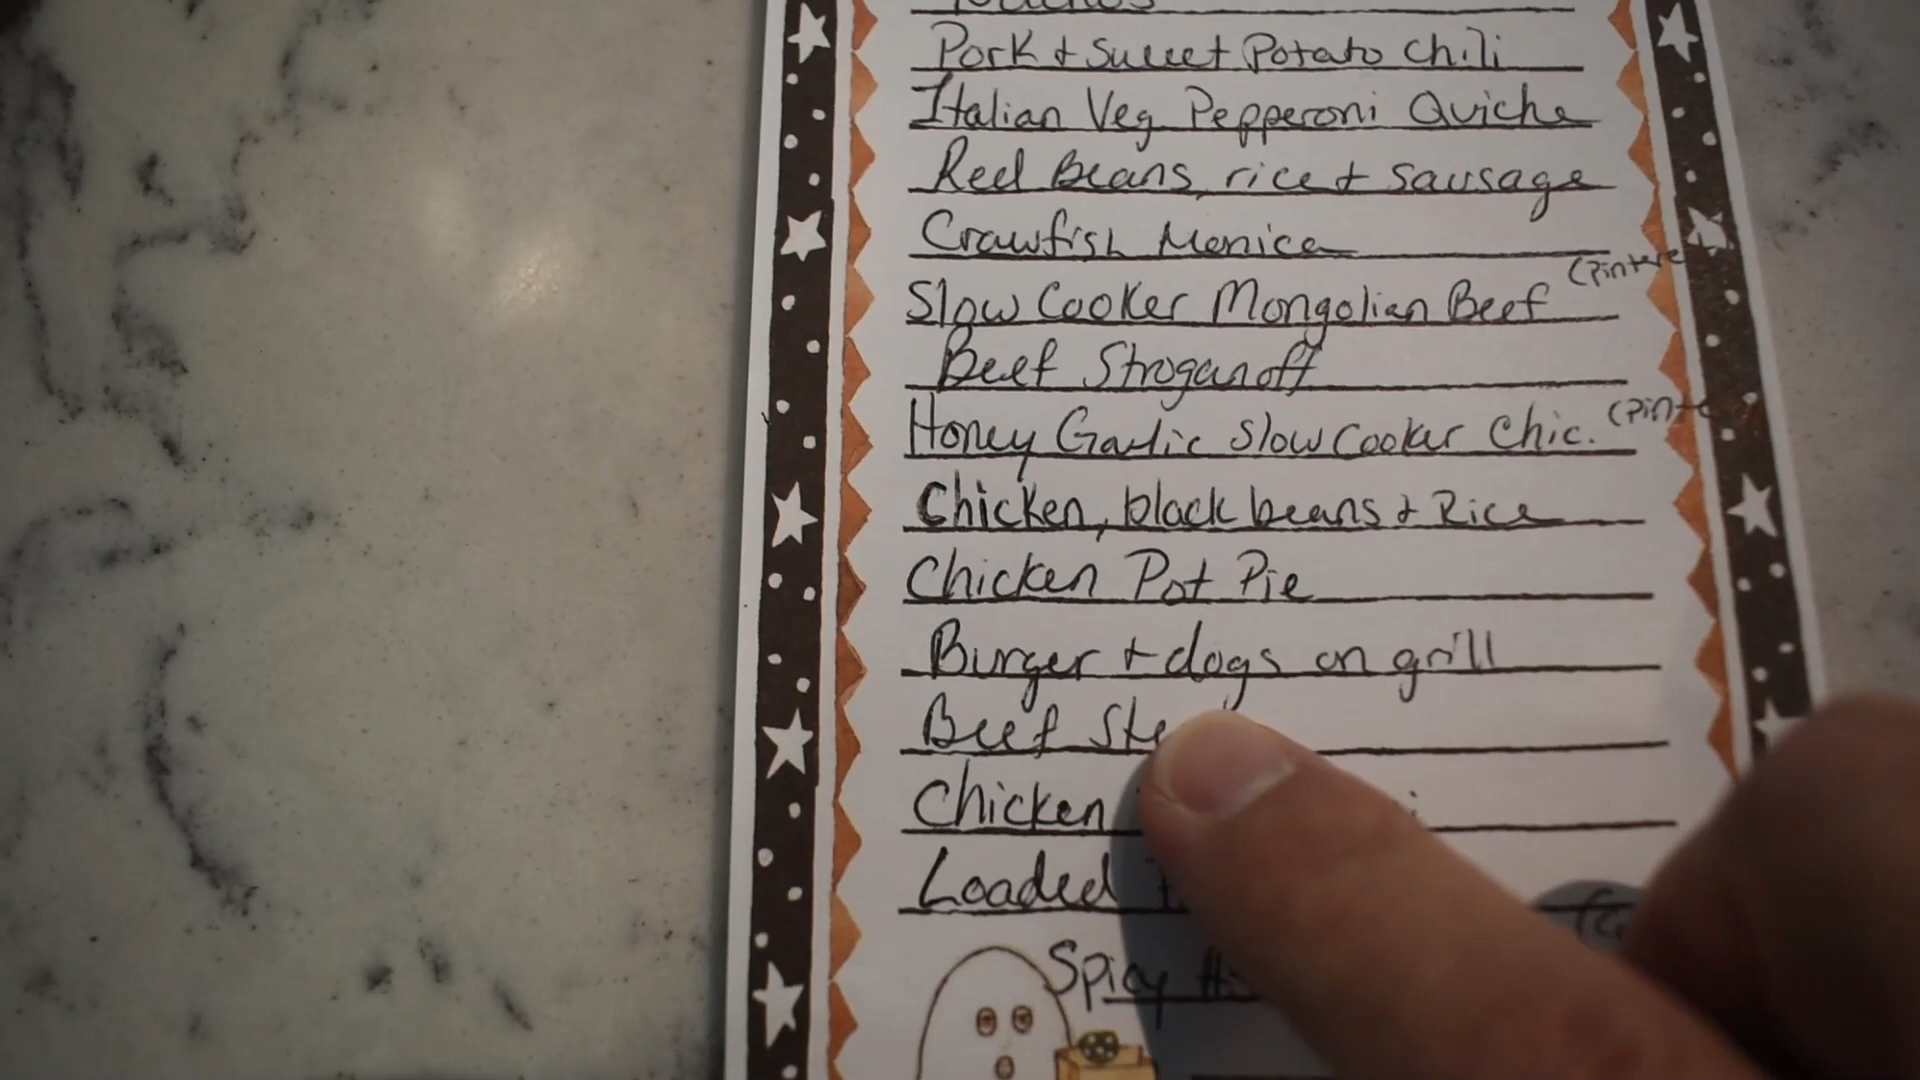 Pork + Sweet Potato Chili
Italian Veg Pepperoni Quiche
Red Beans, rice + sausage
Crawfish Monica
(Pintere
Slow Cooker Mongolian Beef
Beef Stroganoff
(Pinte
Honey Garlic Slow Cooker Chic.
Chicken, black beans + Rice
Chicken Pot Pie
Burger + dogs on grill
Beef Ste
Chicken
Loaded
Spicy